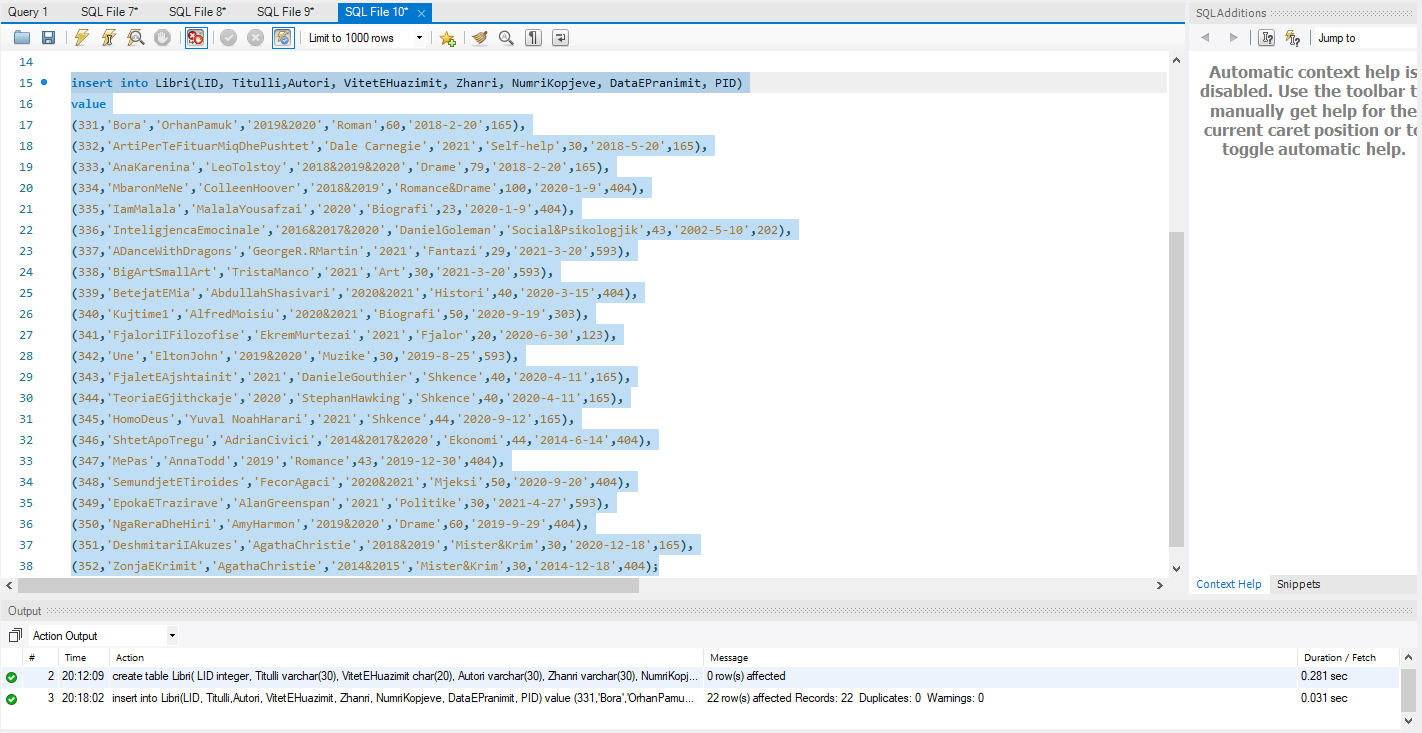 Query 1
SQL File 7*
SQL File 8*
SQL File 9*
SQL File 10*
Limit to 1000 rows
14
15 insert into Libri(LID, Titulli,Autori, VitetEHuazimit, Zhanri, NumriKopjeve, DataEPranimit, PID)
16 value
17 (331,'Bora','OrhanPamuk','2019&2020','Roman',60,'2018-2-20',165),
18 (332,'ArtiPerTeFituarMiqDhePushtet','Dale Carnegie','2021','Self-help',30,'2018-5-20',165),
19 (333,'AnaKarenina','LeoTolstoy','2018&2019&2020','Drame',79,'2018-2-20',165),
20 (334,'MbaronMeNe','ColleenHoover','2018&2019','Romance&Drame',100,'2020-1-9',404),
21 (335,'IamMalala','MalalaYousafzai','2020','Biografi',23,'2020-1-9',404),
22 (336,'InteligjencaEmocinale','2016&2017&2020','DanielGoleman','Social&Psikologjik',43,'2002-5-10',202),
23 (337,'ADanceWithDragons','GeorgeR.RMartin','2021','Fantazi',29,'2021-3-20',593),
24 (338,'BigArtSmallArt','TristaManco','2021','Art',30,'2021-3-20',593),
25 (339,'BetejatEMia','AbdullahShasivari','2020&2021','Histori',40,'2020-3-15',404),
26 (340,'Kujtime1','AlfredMoisiu','2020&2021','Biografi',50,'2020-9-19',303),
27 (341,'FjaloriIFilozofise','EkremMurtezai','2021','Fjalor',20,'2020-6-30',123),
28 (342,'Une','EltonJohn','2019&2020','Muzike',30,'2019-8-25',593),
29 (343,'FjaletEAjshtainit','2021','DanieleGouthier','Shkence',40,'2020-4-11',165),
30 (344,'TeoriaEGjithckaje','2020','StephanHawking','Shkence',40,'2020-4-11',165),
31 (345,'HomoDeus','Yuval NoahHarari','2021','Shkence',44,'2020-9-12',165),
32 (346,'ShtetApoTregu','AdrianCivici','2014&2017&2020','Ekonomi',44,'2014-6-14',404),
33 (347,'MePas','AnnaTodd','2019','Romance',43,'2019-12-30',404),
34 (348,'SemundjetETiroides','FecorAgaci','2020&2021','Mjeksi',50,'2020-9-20',404),
35 (349,'EpokaETrazirave','AlanGreenspan','2021','Politike',30,'2021-4-27',593),
36 (350,'NgaReraDheHiri','AmyHarmon','2019&2020','Drame',60,'2019-9-29',404),
37 (351,'DeshmitariIAkuzes','AgathaChristie','2018&2019','Mister&Krim',30,'2020-12-18',165),
38 (352,'ZonjaEKrimit','AgathaChristie','2014&2015','Mister&Krim',30,'2014-12-18',404);
SQLAdditions
Jump to
Automatic context help is
disabled. Use the toolbar t
manually get help for the
current caret position or to
toggle automatic help.
Context Help
Snippets
Output
Action Output
# Time Action Message Duration / Fetch
2 20:12:09 create table Libri( LID integer, Titulli varchar(30), VitetEHuazimit char(20), Autori varchar(30), Zhanri varchar(30), NumriKopj... 0 row(s) affected 0.281 sec
3 20:18:02 insert into Libri(LID, Titulli,Autori, VitetEHuazimit, Zhanri, NumriKopjeve, DataEPranimit, PID) value (331,'Bora','OrhanPamu... 22 row(s) affected Records: 22 Duplicates: 0 Warnings: 0 0.031 sec